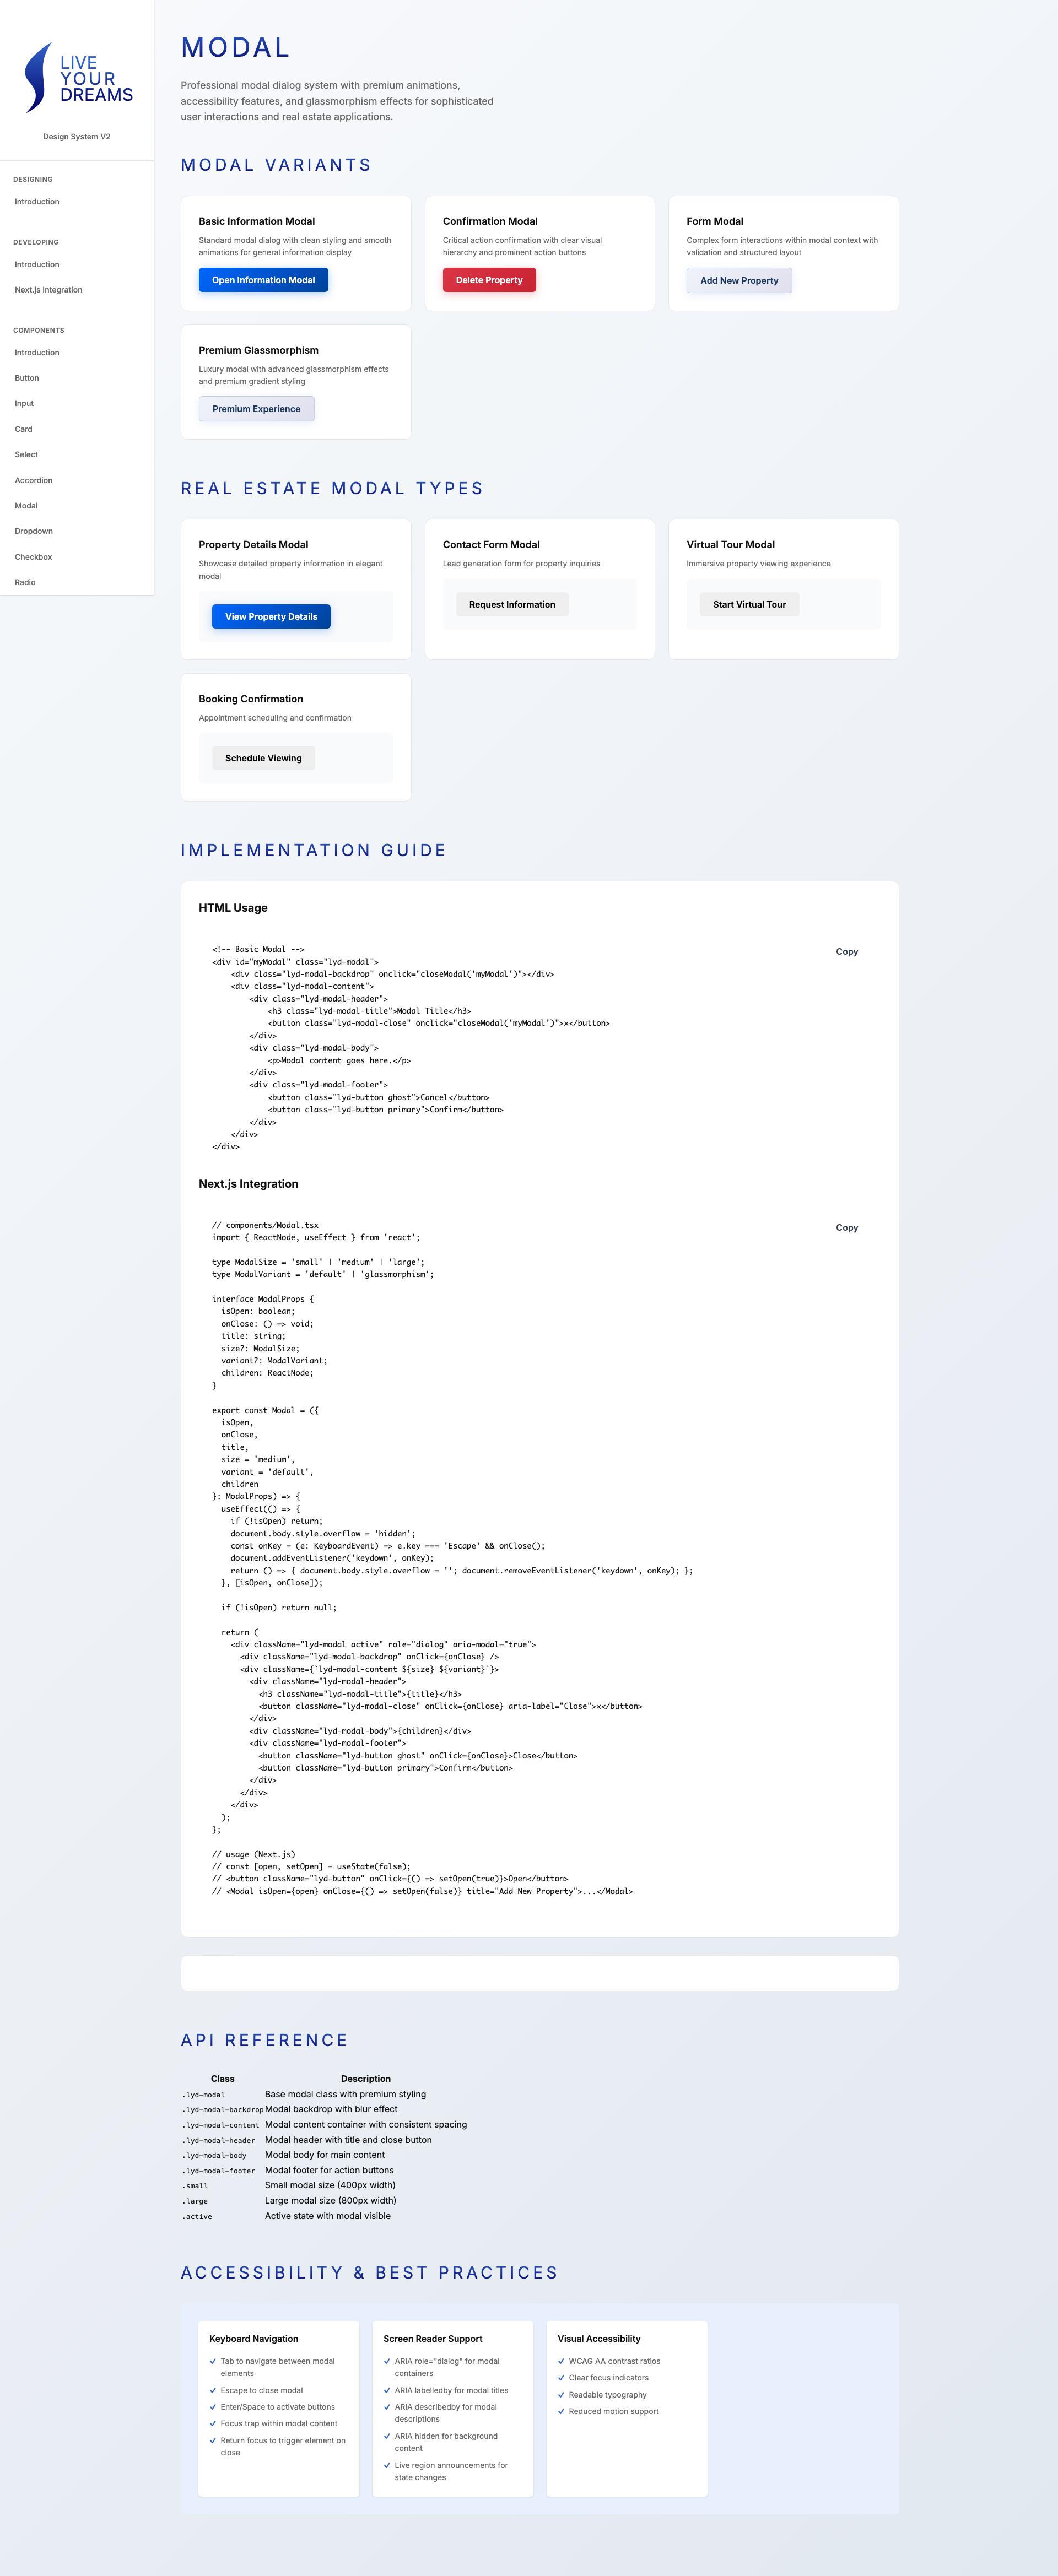 LIVE
YOUR
DREAMS
Design System V2
DESIGNING
Introduction
DEVELOPING
Introduction
Next.js Integration
COMPONENTS
Introduction
Button
Input
Card
Select
Accordion
Modal
Dropdown
Checkbox
Radio
MODAL
Professional modal dialog system with premium animations,
accessibility features, and glassmorphism effects for sophisticated
user interactions and real estate applications.
MODAL VARIANTS
Basic Information Modal
Standard modal dialog with clean styling and smooth
animations for general information display
Open Information Modal
Confirmation Modal
Critical action confirmation with clear visual
hierarchy and prominent action buttons
Delete Property
Form Modal
Complex form interactions within modal context with
validation and structured layout
Add New Property
Premium Glassmorphism
Luxury modal with advanced glassmorphism effects
and premium gradient styling
Premium Experience
REAL ESTATE MODAL TYPES
Property Details Modal
Showcase detailed property information in elegant
modal
View Property Details
Contact Form Modal
Lead generation form for property inquiries
Request Information
Virtual Tour Modal
Immersive property viewing experience
Start Virtual Tour
Booking Confirmation
Appointment scheduling and confirmation
Schedule Viewing
IMPLEMENTATION GUIDE
HTML Usage
Copy
<!-- Basic Modal -->
<div id="myModal" class="lyd-modal">
    <div class="lyd-modal-backdrop" onclick="closeModal('myModal')"></div>
    <div class="lyd-modal-content">
        <div class="lyd-modal-header">
            <h3 class="lyd-modal-title">Modal Title</h3>
            <button class="lyd-modal-close" onclick="closeModal('myModal')">×</button>
        </div>
        <div class="lyd-modal-body">
            <p>Modal content goes here.</p>
        </div>
        <div class="lyd-modal-footer">
            <button class="lyd-button ghost">Cancel</button>
            <button class="lyd-button primary">Confirm</button>
        </div>
    </div>
</div>
Next.js Integration
Copy
// components/Modal.tsx
import { ReactNode, useEffect } from 'react';
type ModalSize = 'small' | 'medium' | 'large';
type ModalVariant = 'default' | 'glassmorphism';
interface ModalProps {
  isOpen: boolean;
  onClose: () => void;
  title: string;
  size?: ModalSize;
  variant?: ModalVariant;
  children: ReactNode;
}
export const Modal = ({
  isOpen,
  onClose,
  title,
  size = 'medium',
  variant = 'default',
  children
}: ModalProps) => {
  useEffect(() => {
    if (!isOpen) return;
    document.body.style.overflow = 'hidden';
    const onKey = (e: KeyboardEvent) => e.key === 'Escape' && onClose();
    document.addEventListener('keydown', onKey);
    return () => { document.body.style.overflow = ''; document.removeEventListener('keydown', onKey); };
  }, [isOpen, onClose]);
  if (!isOpen) return null;
  return (
    <div className="lyd-modal active" role="dialog" aria-modal="true">
      <div className="lyd-modal-backdrop" onClick={onClose} />
      <div className={`lyd-modal-content ${size} ${variant}`}>
        <div className="lyd-modal-header">
          <h3 className="lyd-modal-title">{title}</h3>
          <button className="lyd-modal-close" onClick={onClose} aria-label="Close">×</button>
        </div>
        <div className="lyd-modal-body">{children}</div>
        <div className="lyd-modal-footer">
          <button className="lyd-button ghost" onClick={onClose}>Close</button>
          <button className="lyd-button primary">Confirm</button>
        </div>
      </div>
    </div>
  );
};
// usage (Next.js)
// const [open, setOpen] = useState(false);
// <button className="lyd-button" onClick={() => setOpen(true)}>Open</button>
// <Modal isOpen={open} onClose={() => setOpen(false)} title="Add New Property">...</Modal>
API REFERENCE
Class Description
.lyd-modal Base modal class with premium styling
.lyd-modal-backdrop Modal backdrop with blur effect
.lyd-modal-content Modal content container with consistent spacing
.lyd-modal-header Modal header with title and close button
.lyd-modal-body Modal body for main content
.lyd-modal-footer Modal footer for action buttons
.small Small modal size (400px width)
.large Large modal size (800px width)
.active Active state with modal visible
ACCESSIBILITY & BEST PRACTICES
Keyboard Navigation
✓ Tab to navigate between modal
elements
✓ Escape to close modal
✓ Enter/Space to activate buttons
✓ Focus trap within modal content
✓ Return focus to trigger element on
close
Screen Reader Support
✓ ARIA role="dialog" for modal
containers
✓ ARIA labelledby for modal titles
✓ ARIA describedby for modal
descriptions
✓ ARIA hidden for background
content
✓ Live region announcements for
state changes
Visual Accessibility
✓ WCAG AA contrast ratios
✓ Clear focus indicators
✓ Readable typography
✓ Reduced motion support